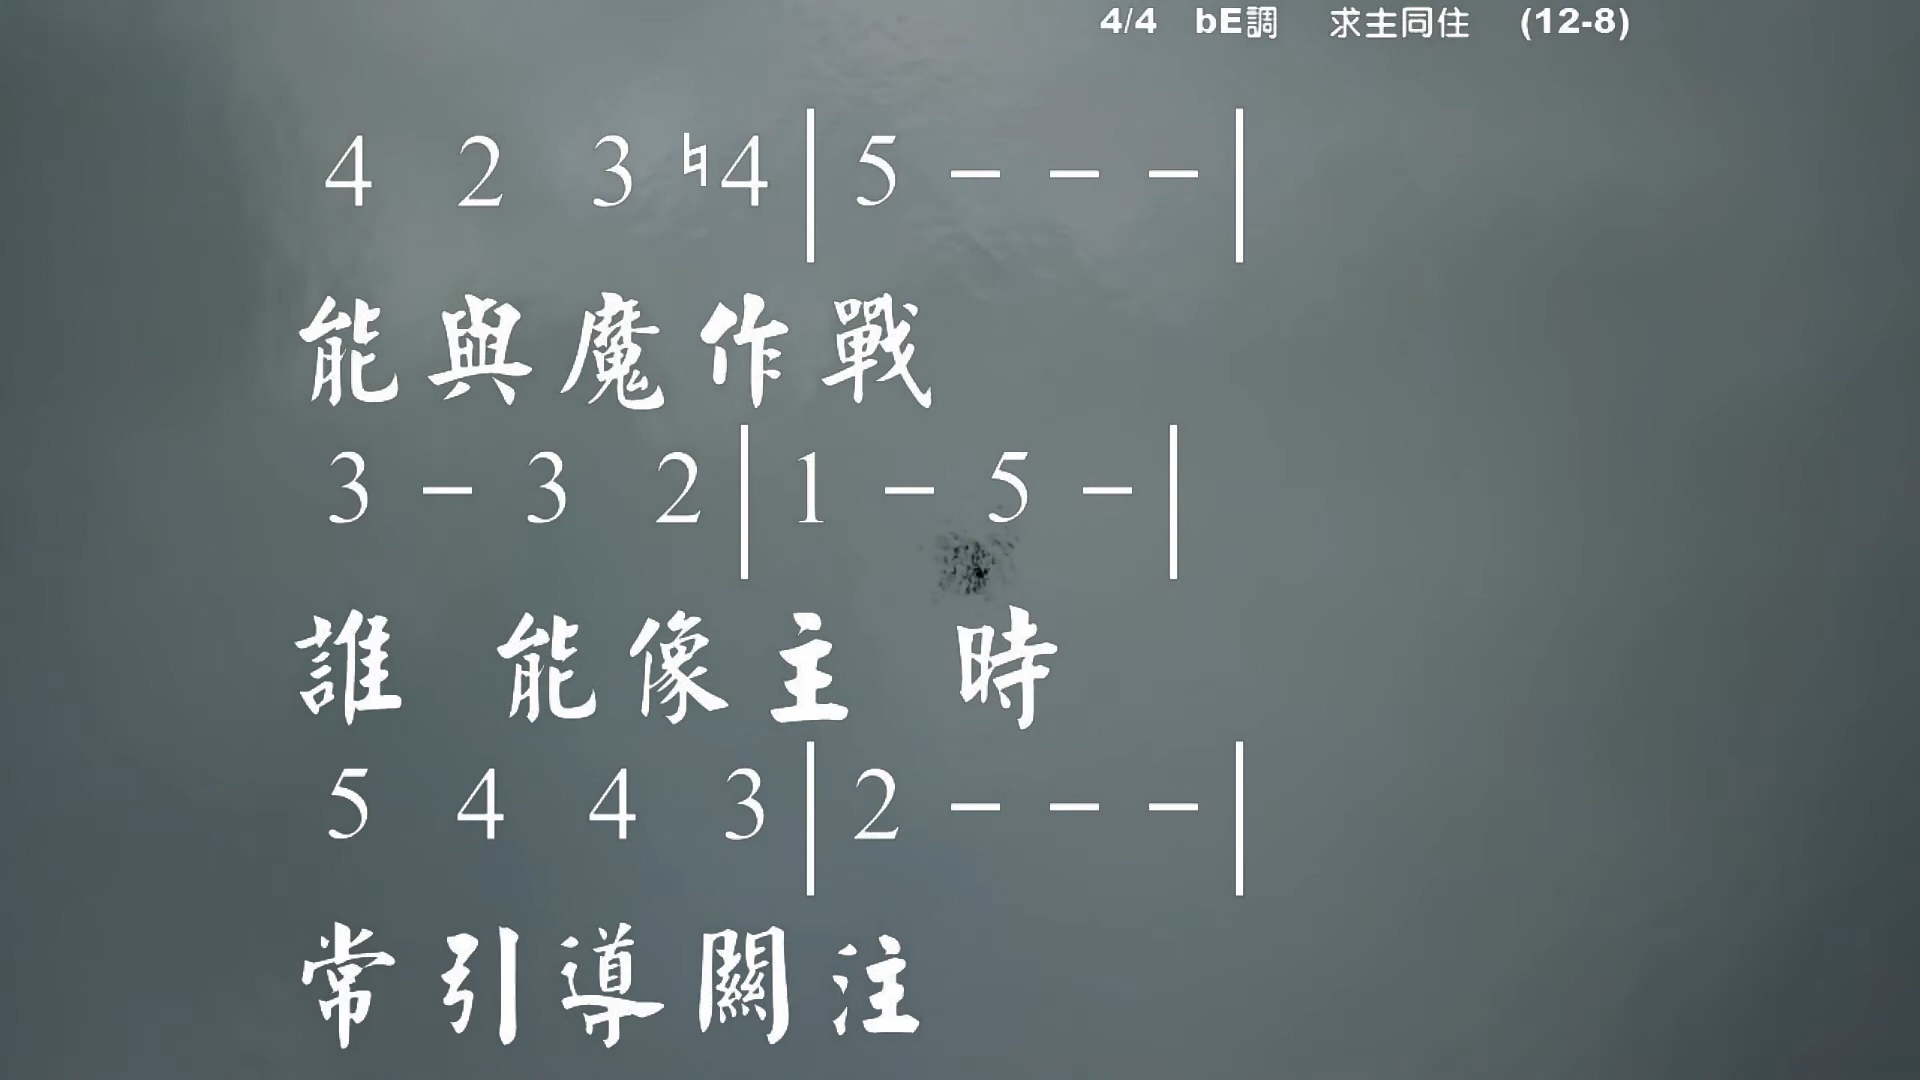 4/4 bE調 求主同住 (12-8)
4 2 3 ♮4 | 5 - - - |
能與魔作戰
3 - 3 2 | 1 - 5 - |
誰 能像主 時
5 4 4 3 | 2 - - - |
常引導關注